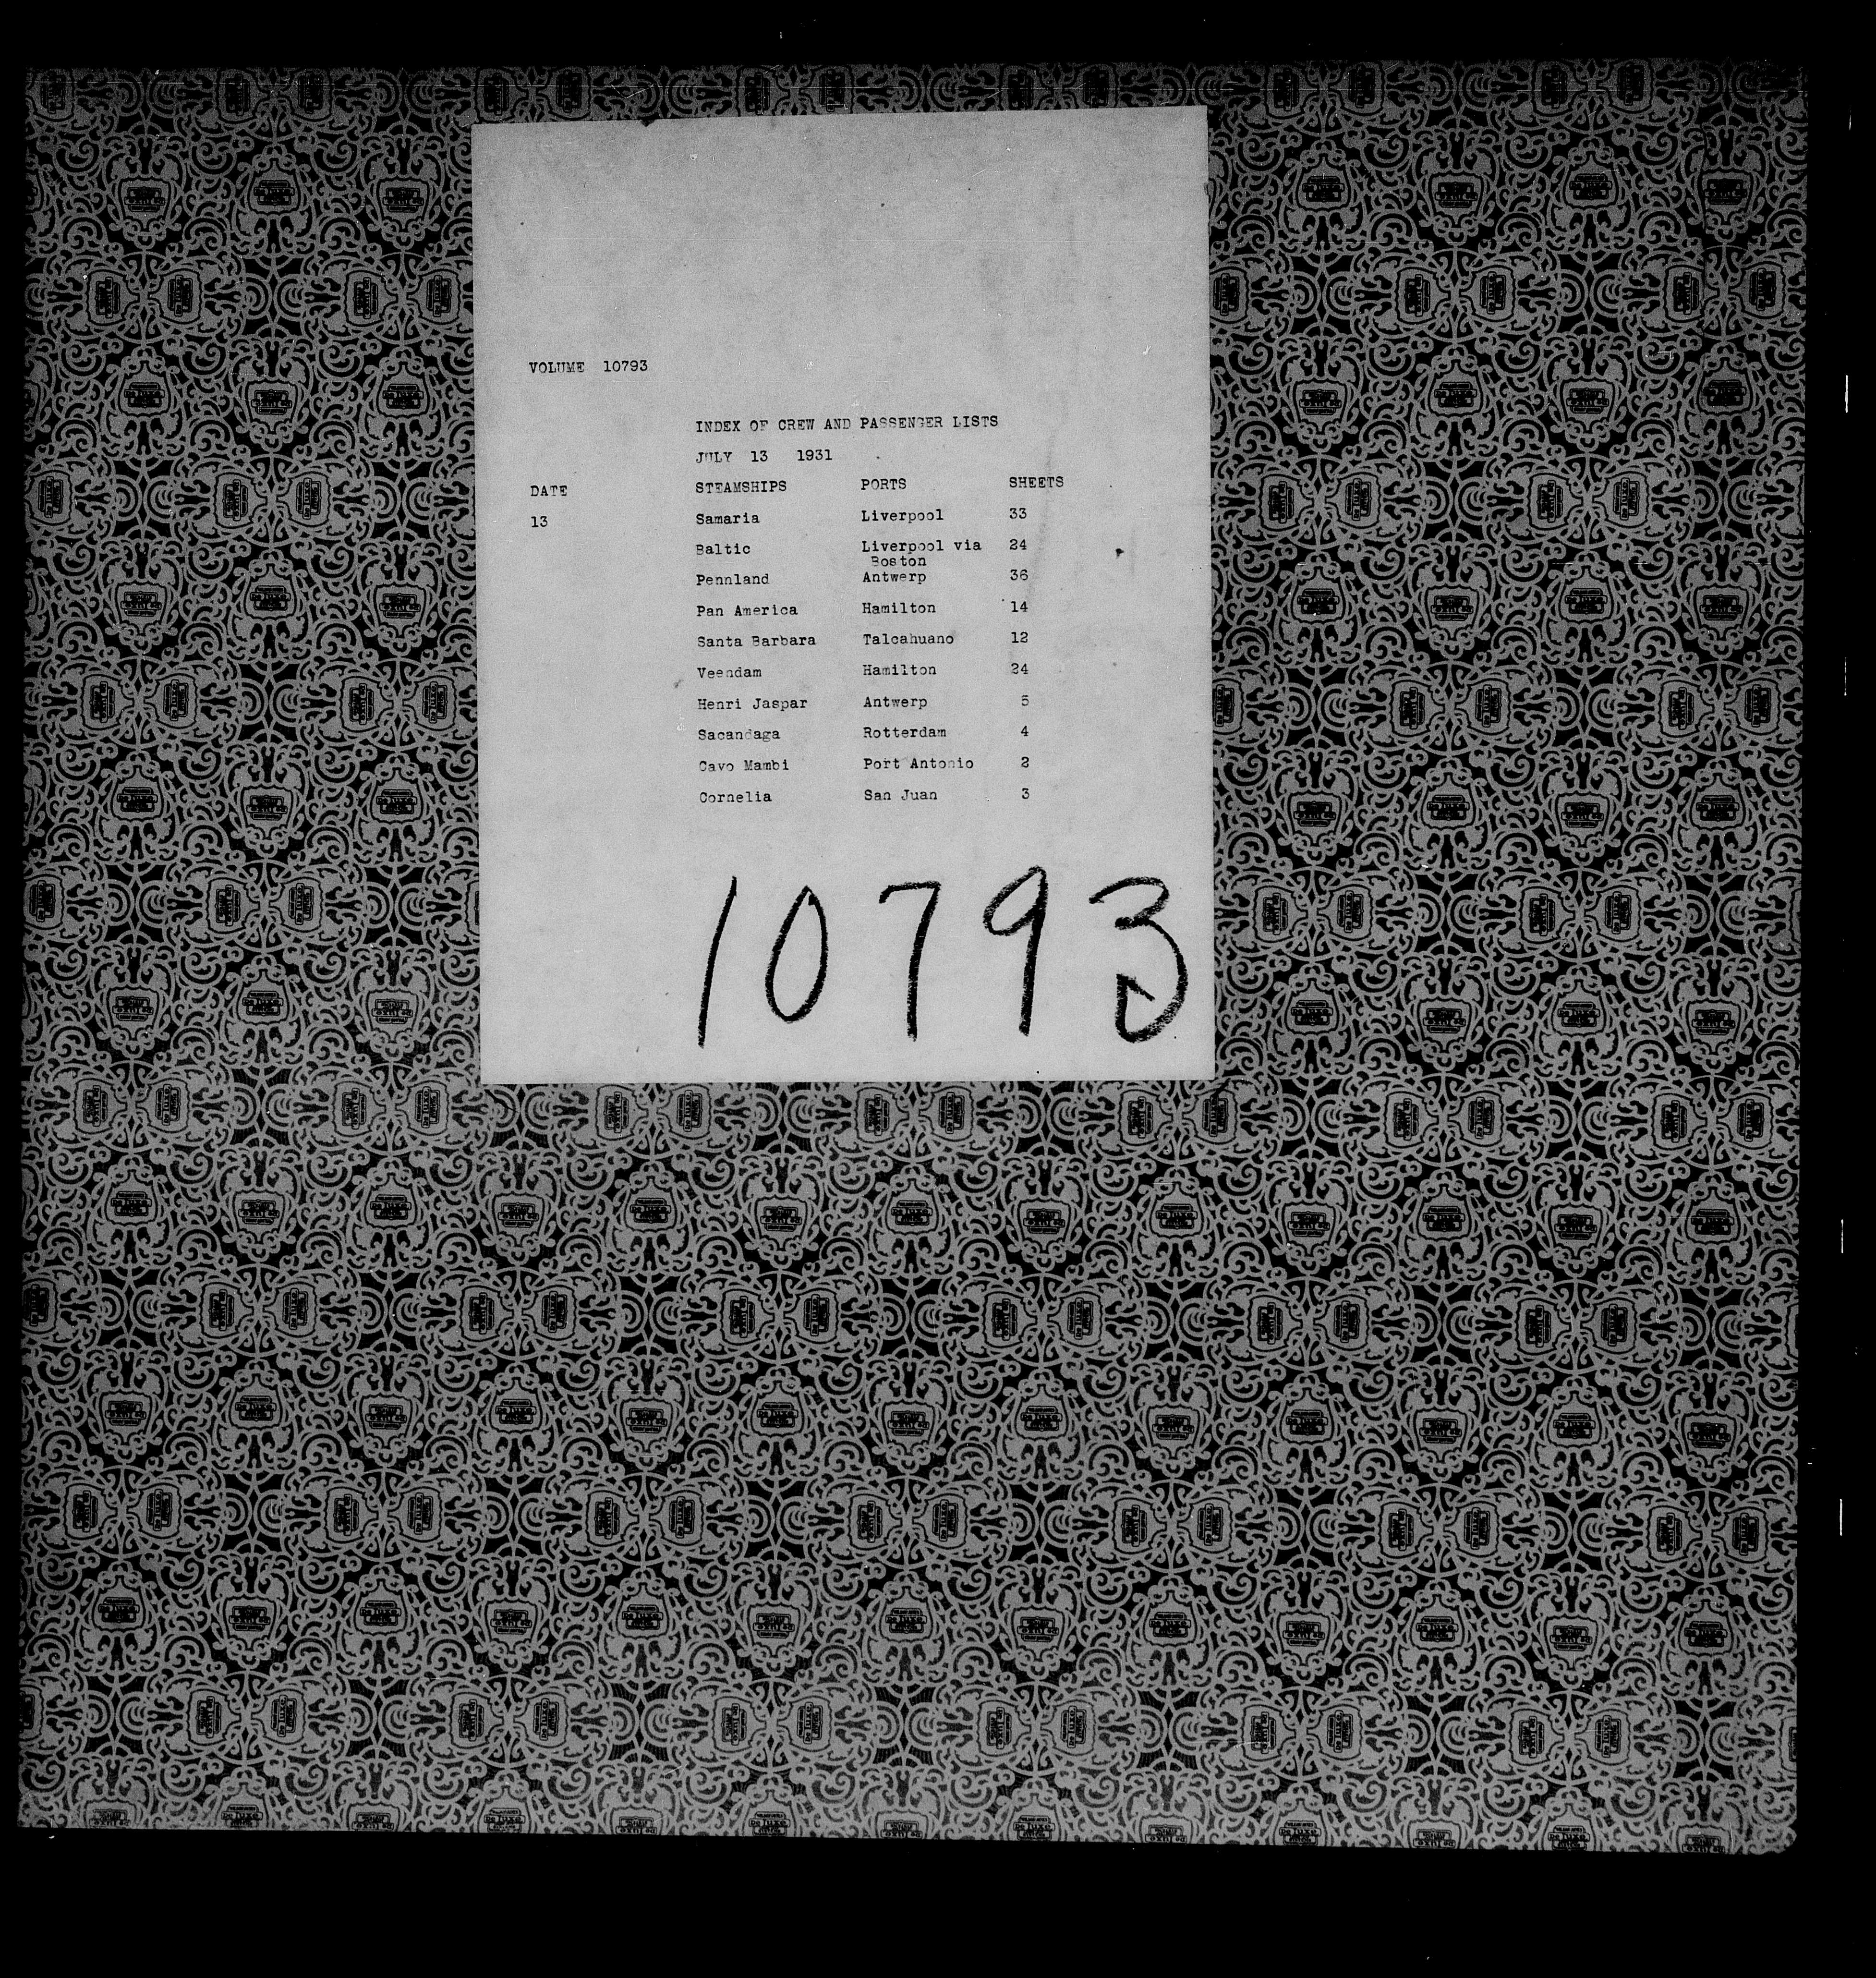 VOLUME 10793
INDEX OF CREW AND PASSENGER LISTS
JULY 13 1931
DATE STEAMSHIPS PORTS SHEETS
13 Samaria Liverpool 33
Baltic Liverpool via 24
Boston
Pennland Antwerp 36
Pan America Hamilton 14
Santa Barbara Talcahuano 12
Veendam Hamilton 24
Henri Jaspar Antwerp 5
Sacandaga Rotterdam 4
Cavo Mambi Port Antonio 2
Cornelia San Juan 3
10793